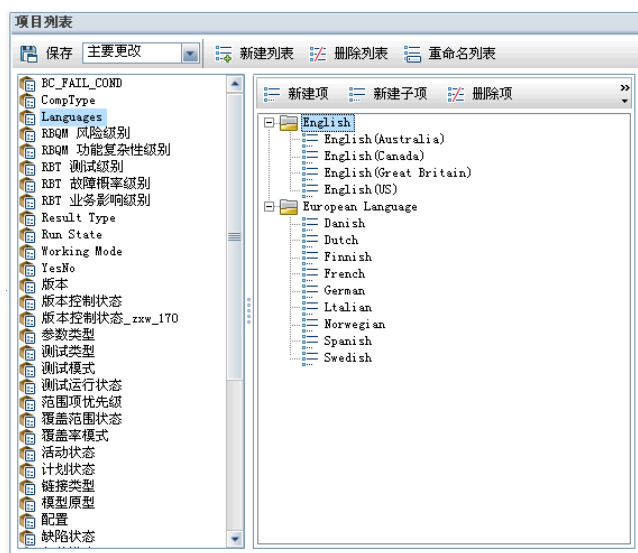 项目列表
保存 主要更改 新建列表 删除列表 重命名列表
BC_FAIL_COND
CompType
Languages
RBQM 风险级别
RBQM 功能复杂性级别
RBT 测试级别
RBT 故障概率级别
RBT 业务影响级别
Result Type
Run State
Working Mode
YesNo
版本
版本控制状态
版本控制状态_zxw_170
参数类型
测试类型
测试模式
测试运行状态
范围项优先级
覆盖范围状态
覆盖率模式
活动状态
计划状态
链接类型
模型原型
配置
缺陷状态
新建项 新建子项 删除项 »
English
English(Australia)
English(Canada)
English(Great Britain)
English(US)
European Language
Danish
Dutch
Finnish
French
German
Ltalian
Norwegian
Spanish
Swedish